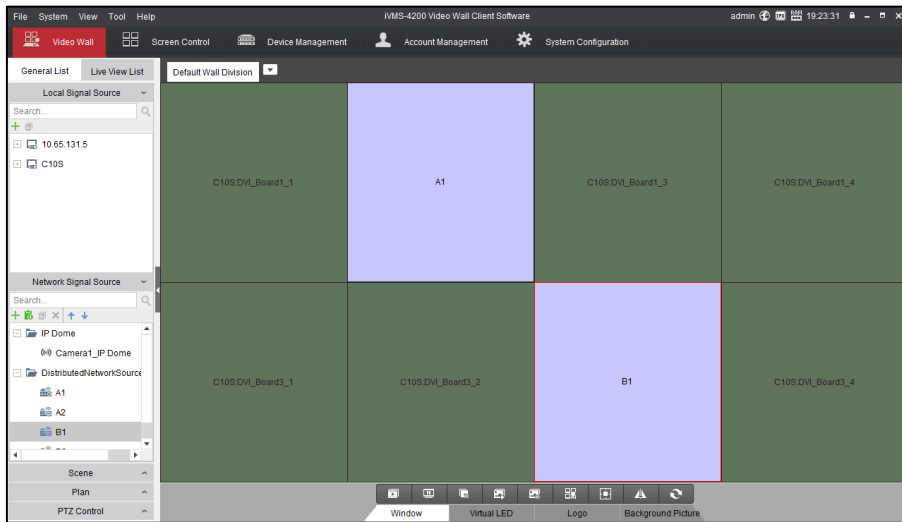 File System View Tool Help iVMS-4200 Video Wall Client Software admin 19:23:31
Video Wall Screen Control Device Management Account Management System Configuration
General List Live View List Default Wall Division
Local Signal Source
Search...
10.65.131.5
C10S
C10S:DVI_Board1_1 A1 C10S:DVI_Board1_3 C10S:DVI_Board1_4
Network Signal Source
Search...
IP Dome
Camera1_IP Dome
DistributedNetworkSource
A1
A2
B1
C10S:DVI_Board3_1 C10S:DVI_Board3_2 B1 C10S:DVI_Board3_4
Scene
Plan
PTZ Control
Window Virtual LED Logo Background Picture